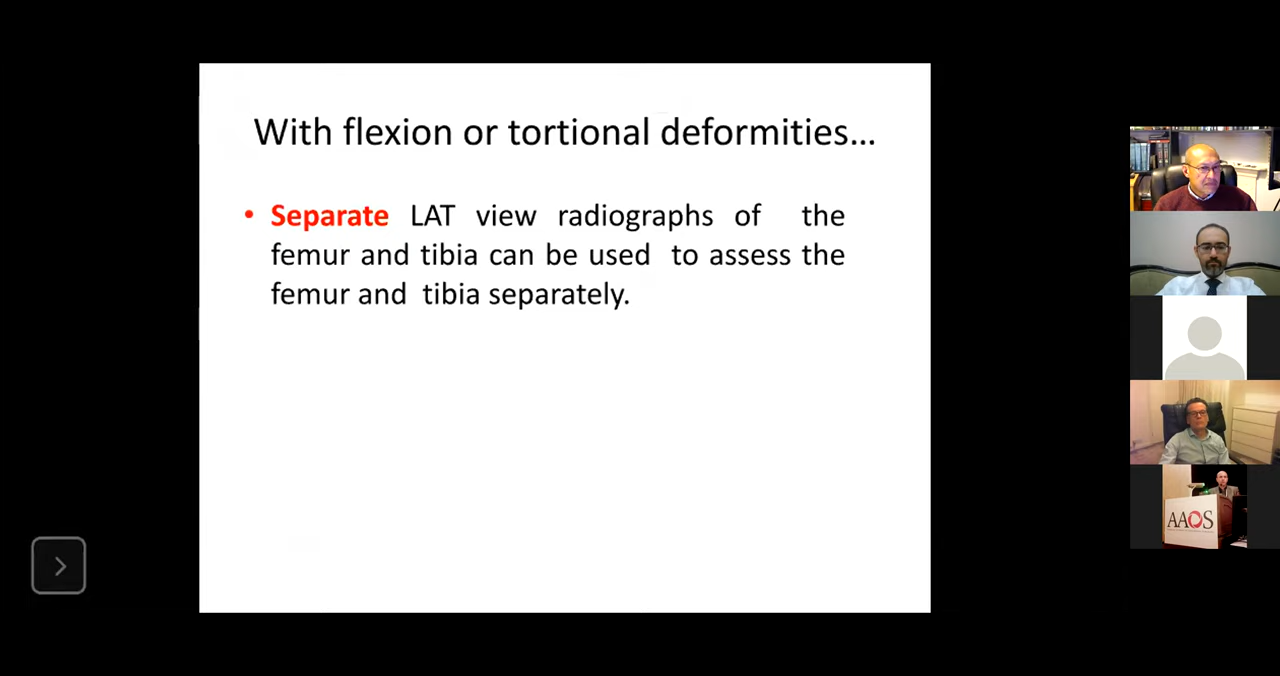 With flexion or tortional deformities...
• Separate LAT view radiographs of the
femur and tibia can be used to assess the
femur and tibia separately.
AAOS